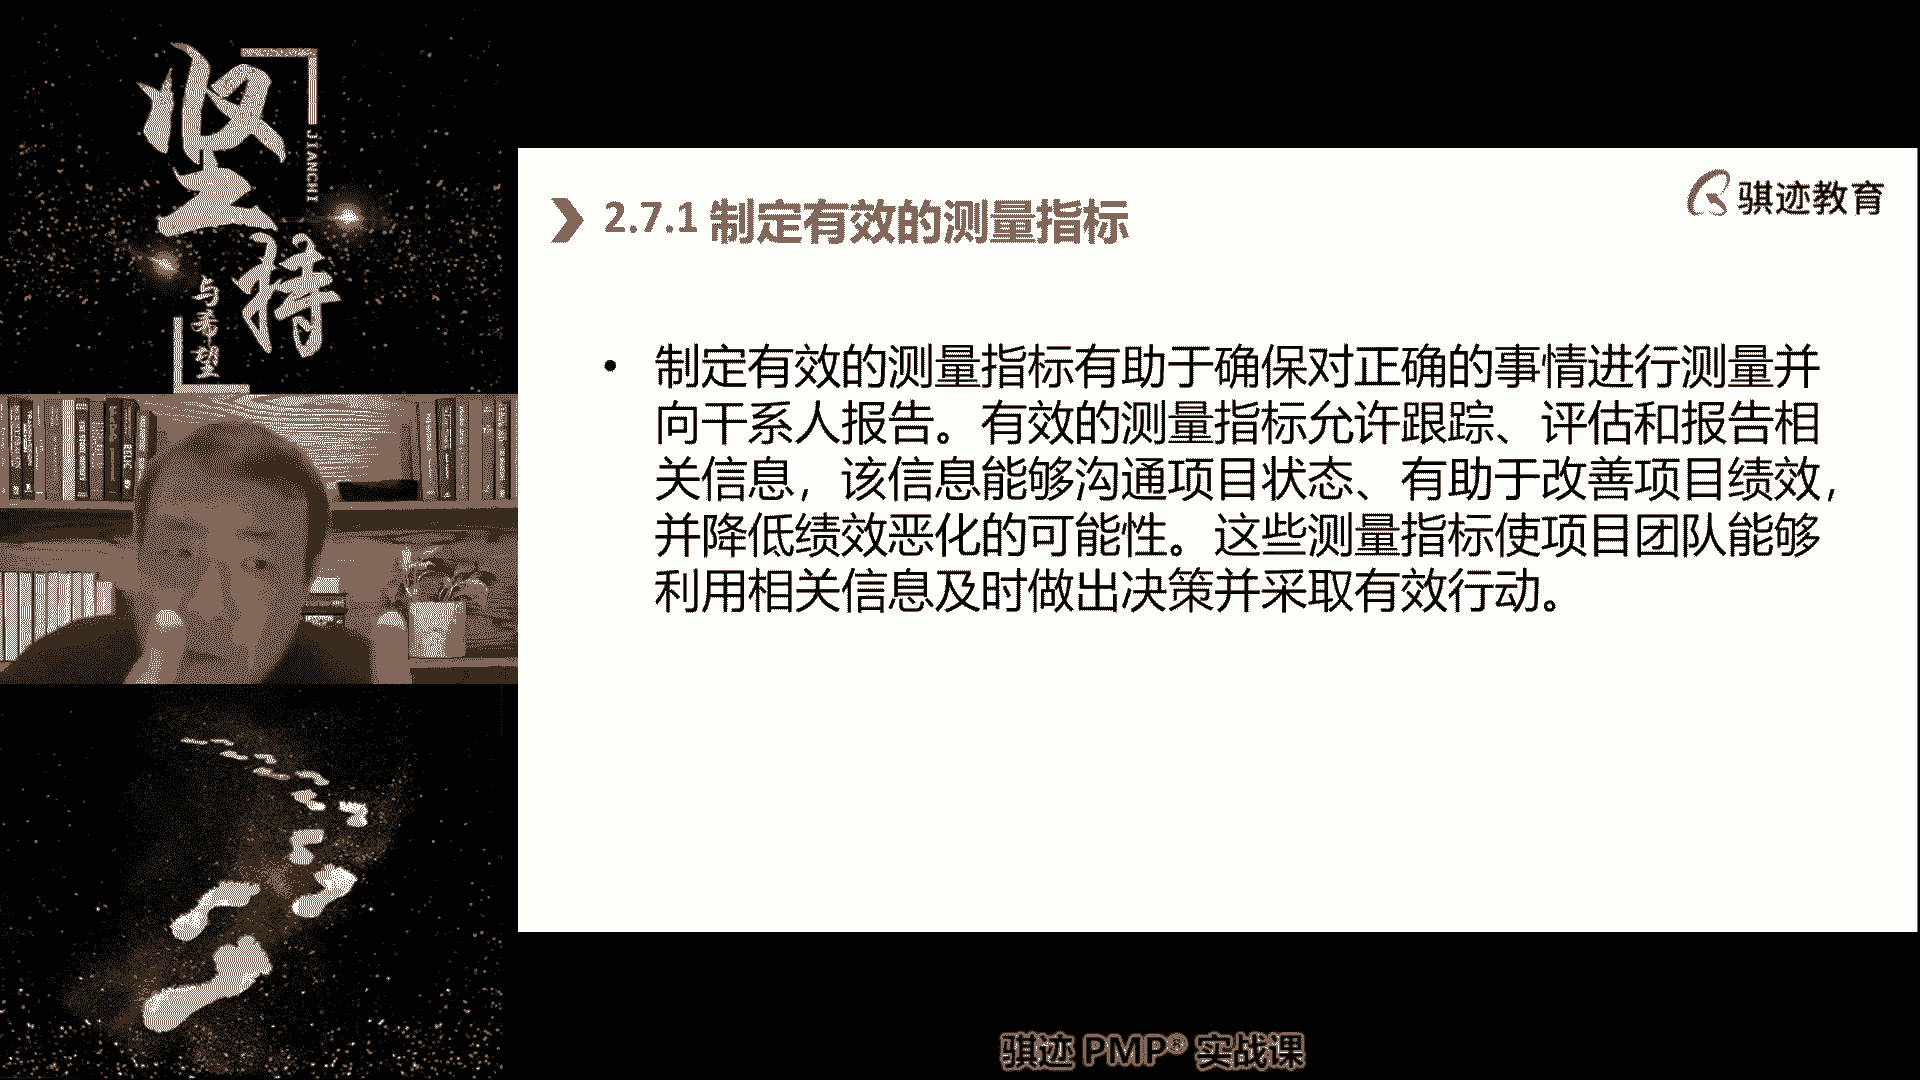 坚
持
JIANCHI
与
希
望
2.7.1 制定有效的测量指标
骐迹教育
• 制定有效的测量指标有助于确保对正确的事情进行测量并
向干系人报告。有效的测量指标允许跟踪、评估和报告相
关信息，该信息能够沟通项目状态、有助于改善项目绩效，
并降低绩效恶化的可能性。这些测量指标使项目团队能够
利用相关信息及时做出决策并采取有效行动。
骐迹 PMP® 实战课